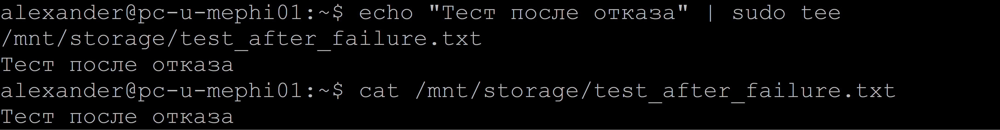 alexander@pc-u-mephi01:~$ echo "Тест после отказа" | sudo tee
/mnt/storage/test_after_failure.txt
Тест после отказа
alexander@pc-u-mephi01:~$ cat /mnt/storage/test_after_failure.txt
Тест после отказа